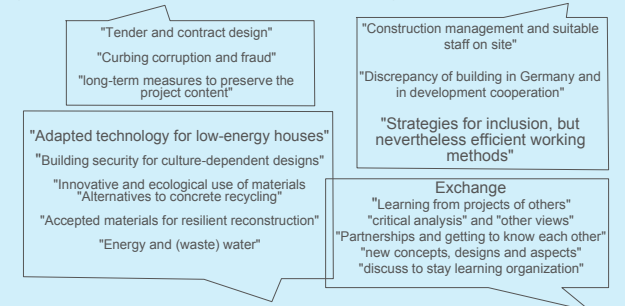 "Tender and contract design"
"Curbing corruption and fraud"
"long-term measures to preserve the
project content"
"Construction management and suitable
staff on site"
"Discrepancy of building in Germany and
in development cooperation"
"Strategies for inclusion, but
nevertheless efficient working
methods"
"Adapted technology for low-energy houses"
"Building security for culture-dependent designs"
"Innovative and ecological use of materials
"Alternatives to concrete recycling"
"Accepted materials for resilient reconstruction"
"Energy and (waste) water"
Exchange
"Learning from projects of others"
"critical analysis" and "other views"
"Partnerships and getting to know each other"
"new concepts, designs and aspects"
"discuss to stay learning organization"